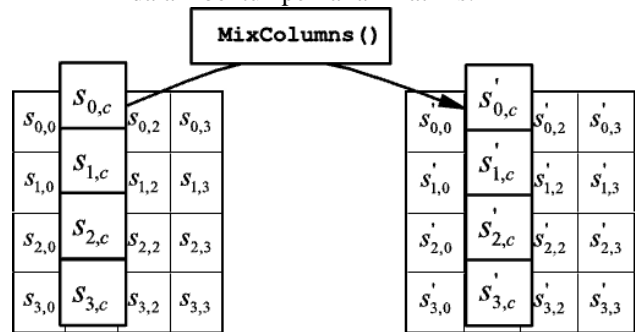 MixColumns()
s0,0 s0,c s0,2 s0,3 s'0,0 s'0,c s'0,2 s'0,3
s1,0 s1,c s1,2 s1,3 s'1,0 s'1,c s'1,2 s'1,3
s2,0 s2,c s2,2 s2,3 s'2,0 s'2,c s'2,2 s'2,3
s3,0 s3,c s3,2 s3,3 s'3,0 s'3,c s'3,2 s'3,3